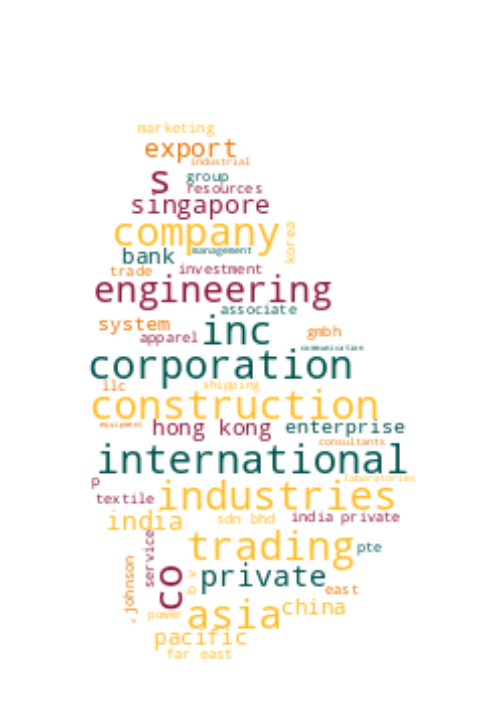 marketing
export
industrial
s
group
resources
singapore
company
korea
bank
management
trade
investment
engineering
associate
system
inc
gmbh
apparel
communication
corporation
llc
shipping
construction
equipment
hong kong
enterprise
consultants
international
p
laboratories
textile
industries
india
sdn bhd
india private
trading
pte
service
johnson
co
b v
private
east
asia
china
power
pacific
far east